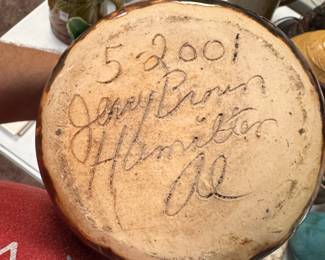 5-2001
Jerry Brown
Hamilton
Al